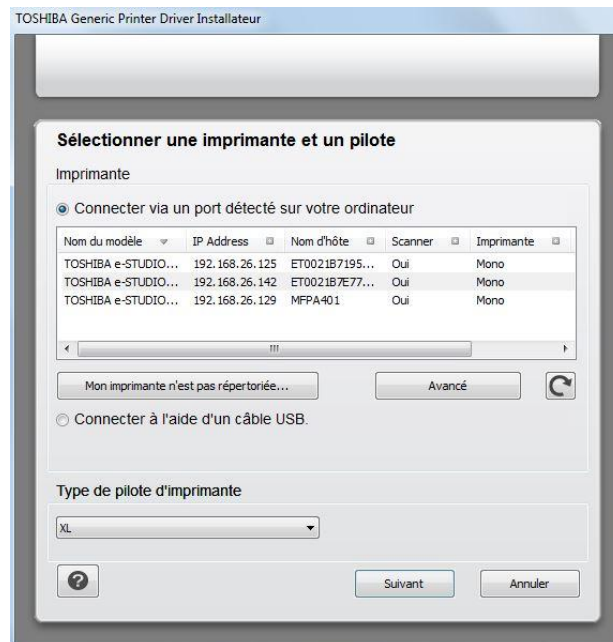 TOSHIBA Generic Printer Driver Installateur
Sélectionner une imprimante et un pilote
Imprimante
Connecter via un port détecté sur votre ordinateur
Nom du modèle IP Address Nom d'hôte Scanner Imprimante
TOSHIBA e-STUDIO... 192.168.26.125 ET0021B7195... Oui Mono
TOSHIBA e-STUDIO... 192.168.26.142 ET0021B7E77... Oui Mono
TOSHIBA e-STUDIO... 192.168.26.129 MFPA401 Oui Mono
Mon imprimante n'est pas répertoriée... Avancé
Connecter à l'aide d'un câble USB.
Type de pilote d'imprimante
XL
? Suivant Annuler